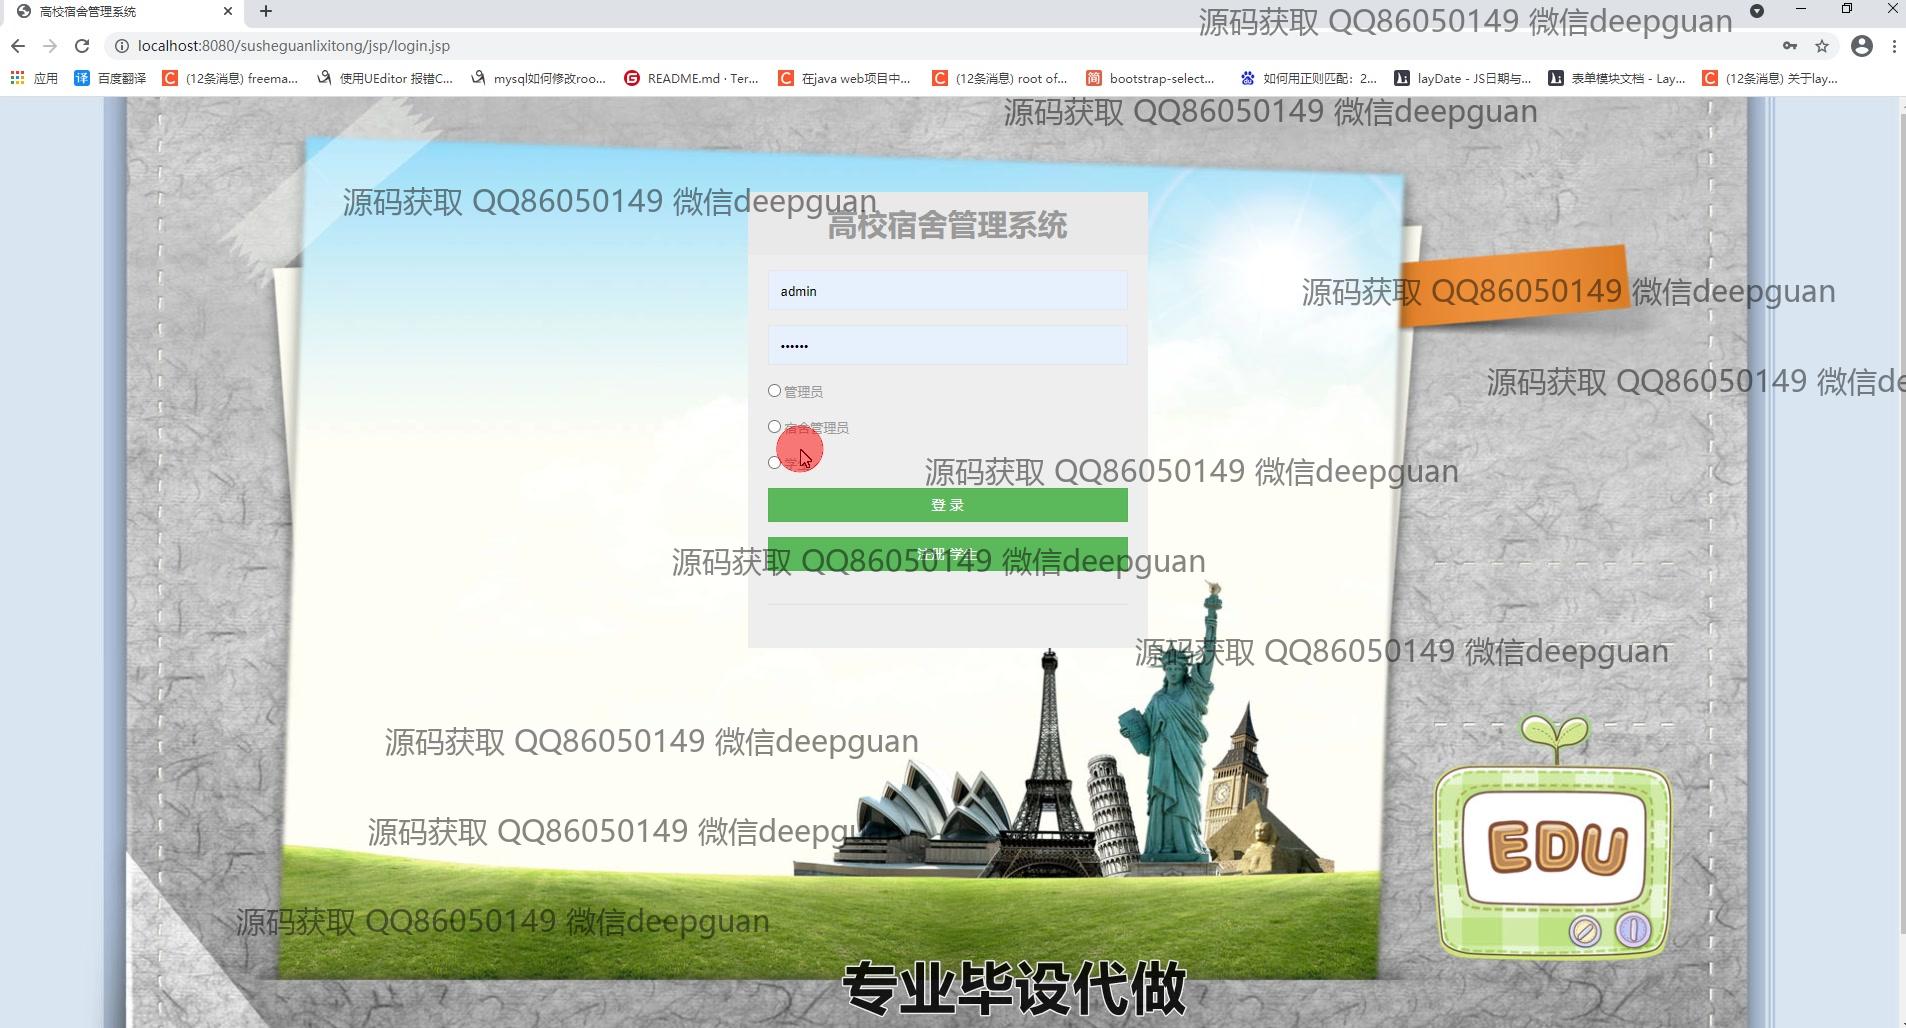 高校宿舍管理系统
源码获取 QQ86050149 微信deepguan
localhost:8080/susheguanlixitong/jsp/login.jsp
应用 百度翻译 (12条消息) freema... 使用UEditor 报错C... mysql如何修改roo... README.md · Ter... 在java web项目中... (12条消息) root of... bootstrap-select... 如何用正则匹配：2... layDate - JS日期与... 表单模块文档 - Lay... (12条消息) 关于lay...
源码获取 QQ86050149 微信deepguan
源码获取 QQ86050149 微信deepguan
高校宿舍管理系统
admin
源码获取 QQ86050149 微信deepguan
管理员
源码获取 QQ86050149 微信de
宿舍管理员
学生
源码获取 QQ86050149 微信deepguan
登 录
注册 学生
源码获取 QQ86050149 微信deepguan
源码获取 QQ86050149 微信deepguan
源码获取 QQ86050149 微信deepguan
源码获取 QQ86050149 微信deepguan
EDU
源码获取 QQ86050149 微信deepguan
专业毕设代做